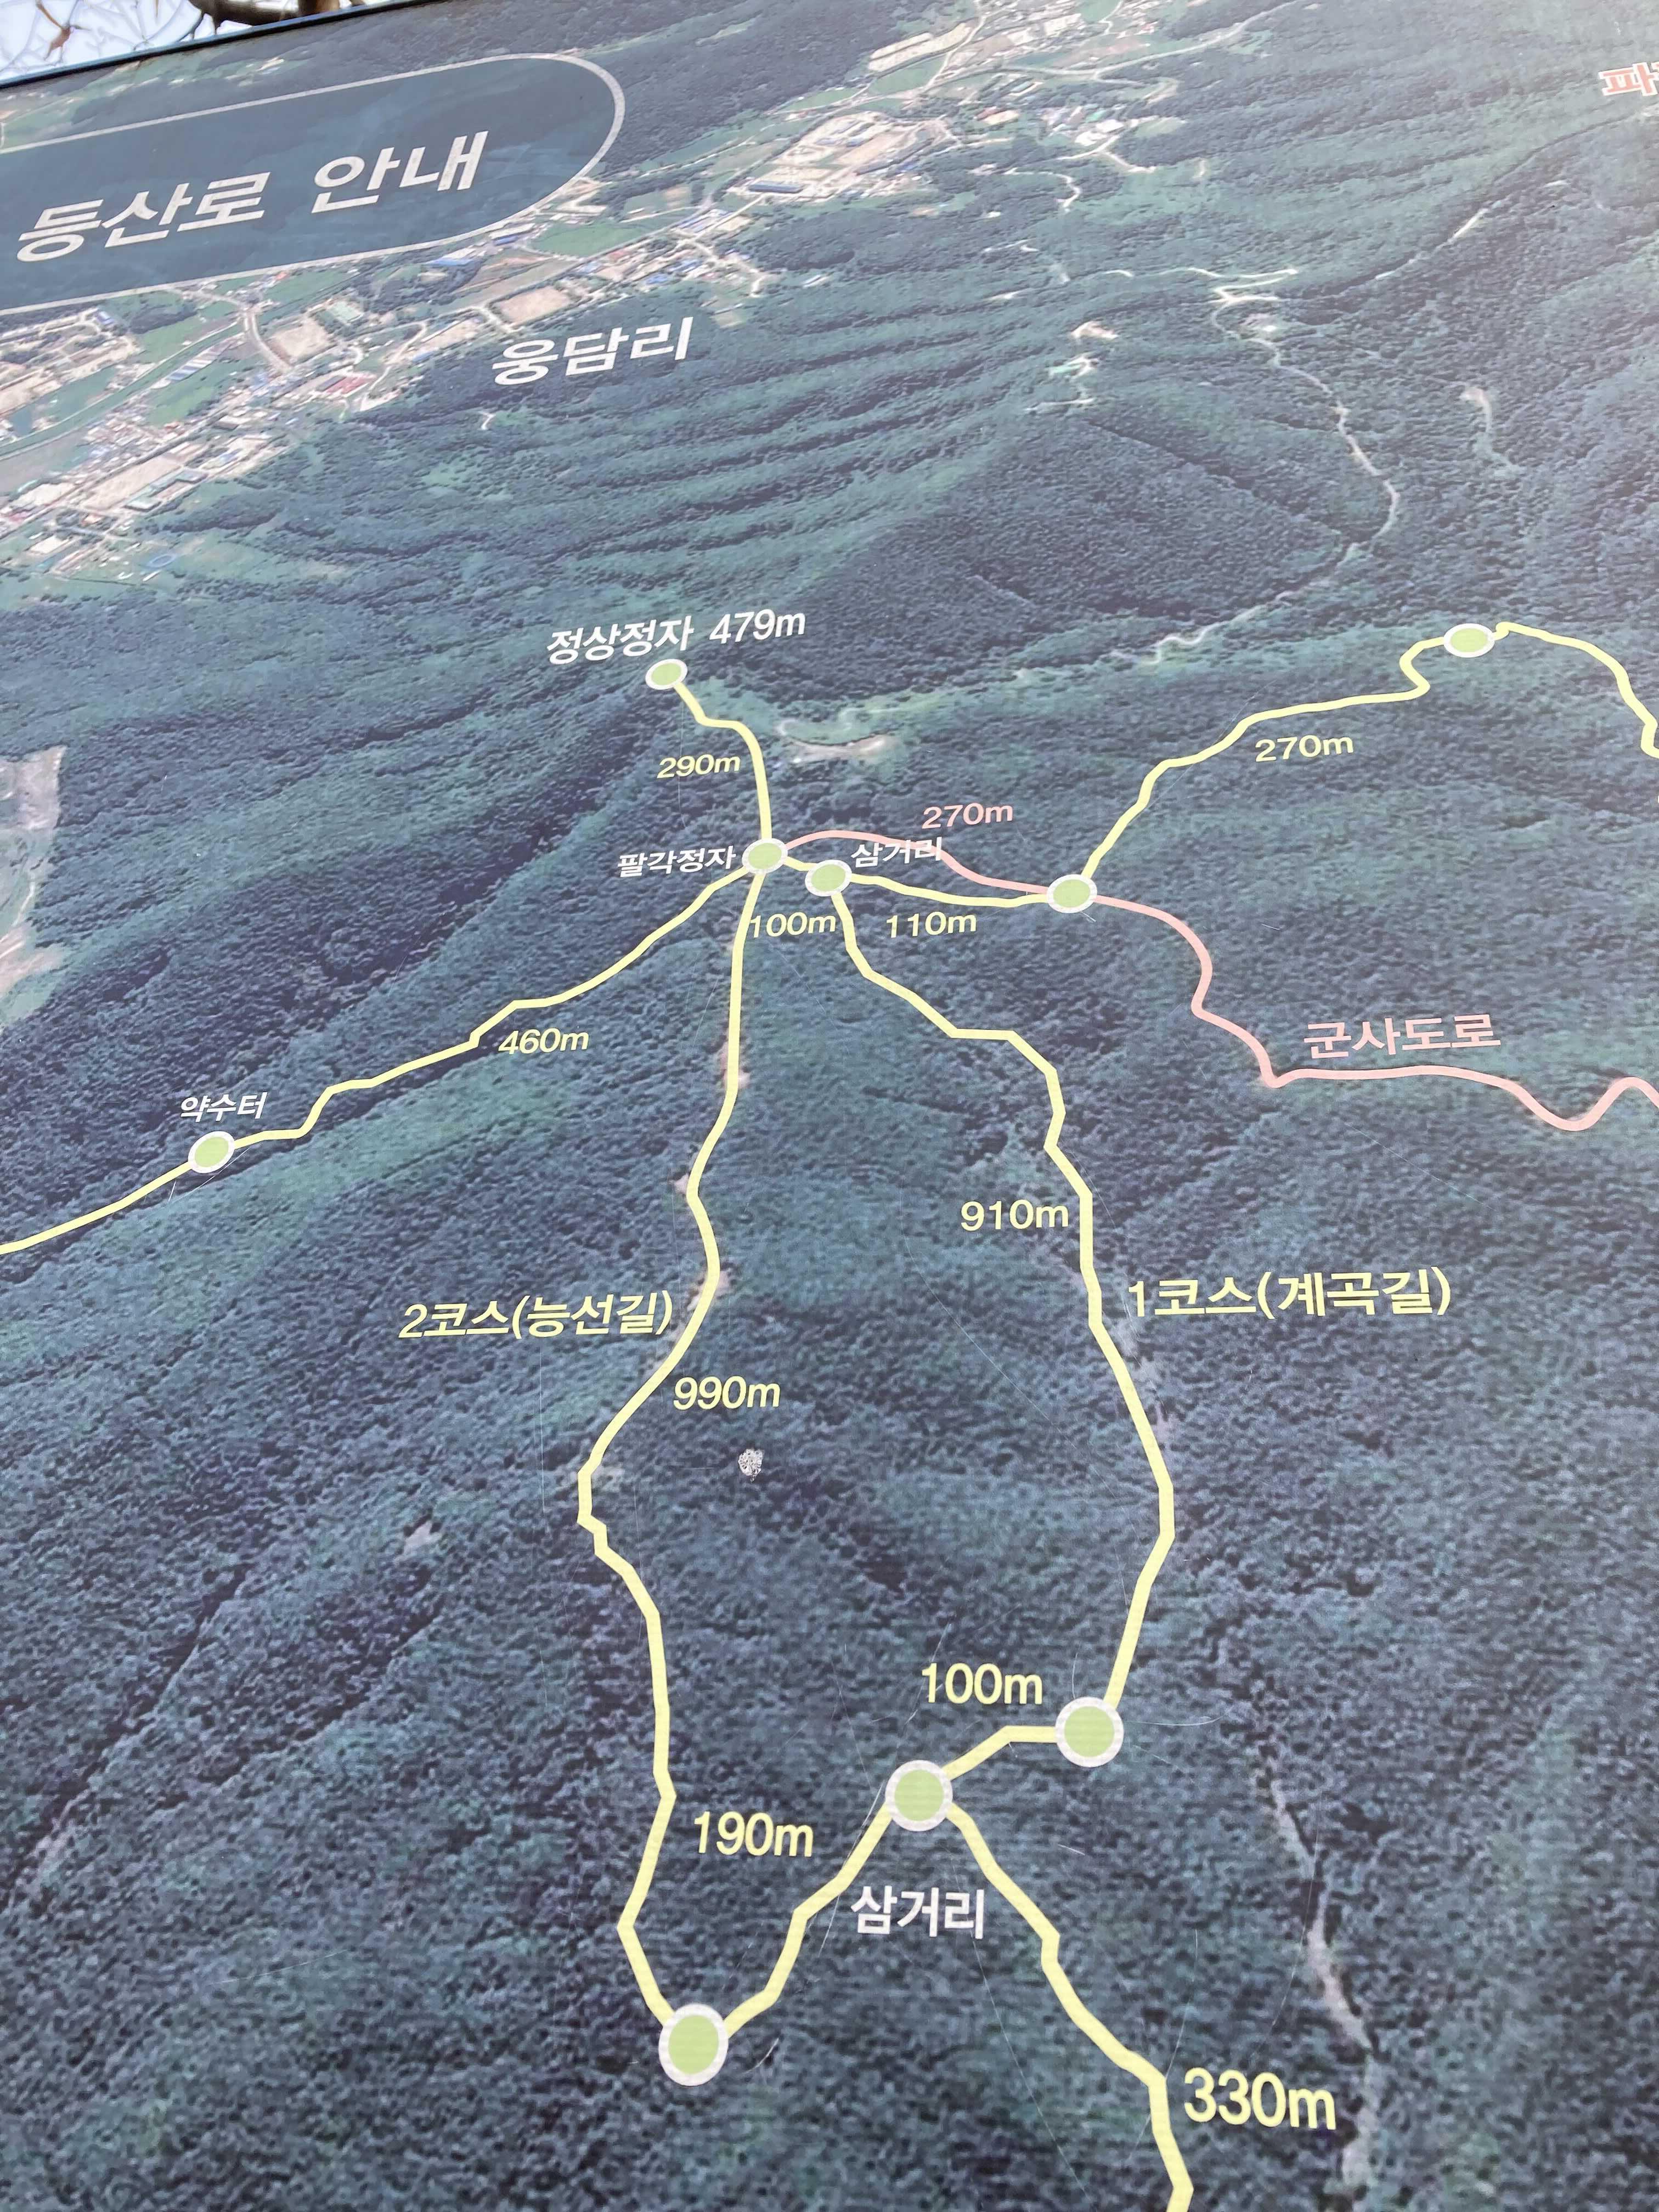 등산로 안내
웅담리
정상정자 479m
290m
270m
270m
팔각정자
삼거리
100m
110m
460m
군사도로
약수터
910m
2코스(능선길)
1코스(계곡길)
990m
100m
190m
삼거리
330m